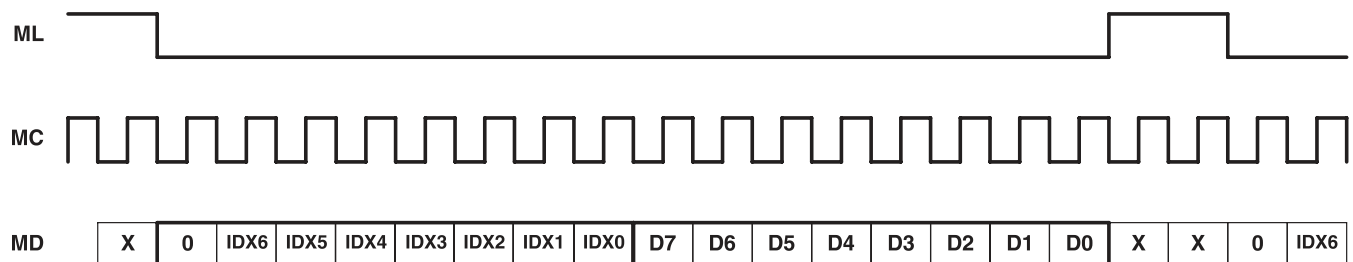 ML
MC
MD X 0 IDX6 IDX5 IDX4 IDX3 IDX2 IDX1 IDX0 D7 D6 D5 D4 D3 D2 D1 D0 X X 0 IDX6